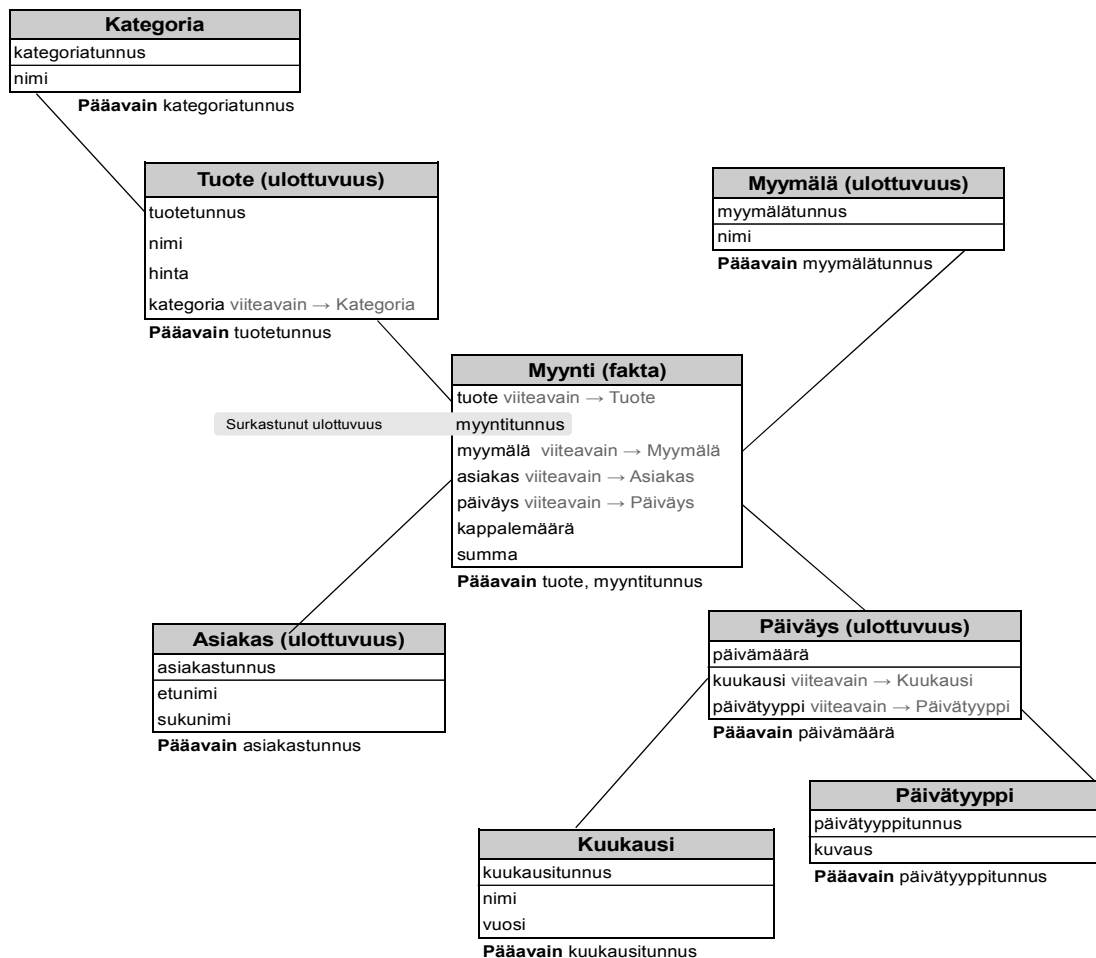 Kategoria
kategoriatunnus
nimi
Pääavain kategoriatunnus
Tuote (ulottuvuus)
tuotetunnus
nimi
hinta
kategoria viiteavain → Kategoria
Pääavain tuotetunnus
Myymälä (ulottuvuus)
myymälätunnus
nimi
Pääavain myymälätunnus
Myynti (fakta)
tuote viiteavain → Tuote
Surkastunut ulottuvuus myyntitunnus
myymälä viiteavain → Myymälä
asiakas viiteavain → Asiakas
päiväys viiteavain → Päiväys
kappalemäärä
summa
Pääavain tuote, myyntitunnus
Asiakas (ulottuvuus)
asiakastunnus
etunimi
sukunimi
Pääavain asiakastunnus
Päiväys (ulottuvuus)
päivämäärä
kuukausi viiteavain → Kuukausi
päivätyyppi viiteavain → Päivätyyppi
Pääavain päivämäärä
Päivätyyppi
päivätyyppitunnus
kuvaus
Pääavain päivätyyppitunnus
Kuukausi
kuukausitunnus
nimi
vuosi
Pääavain kuukausitunnus